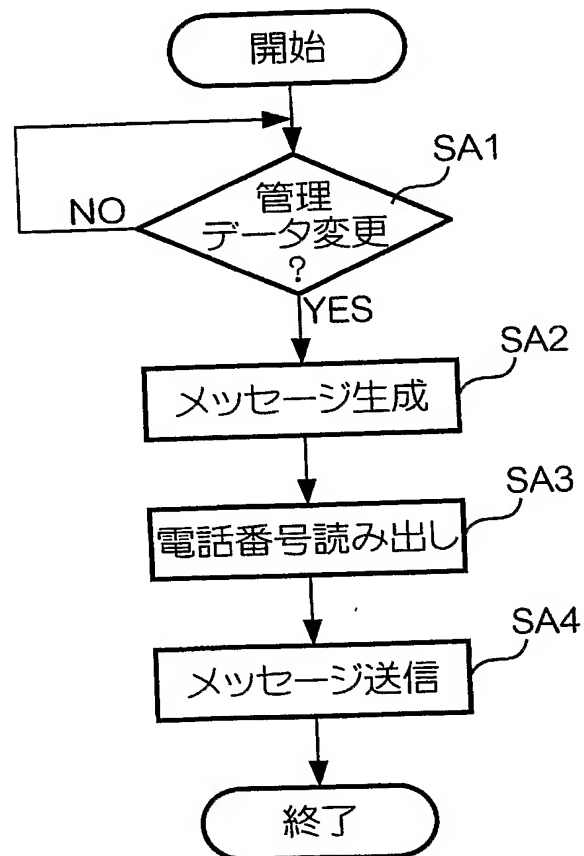 開始
SA1
管理
データ変更
?
NO
YES
SA2
メッセージ生成
SA3
電話番号読み出し
SA4
メッセージ送信
終了